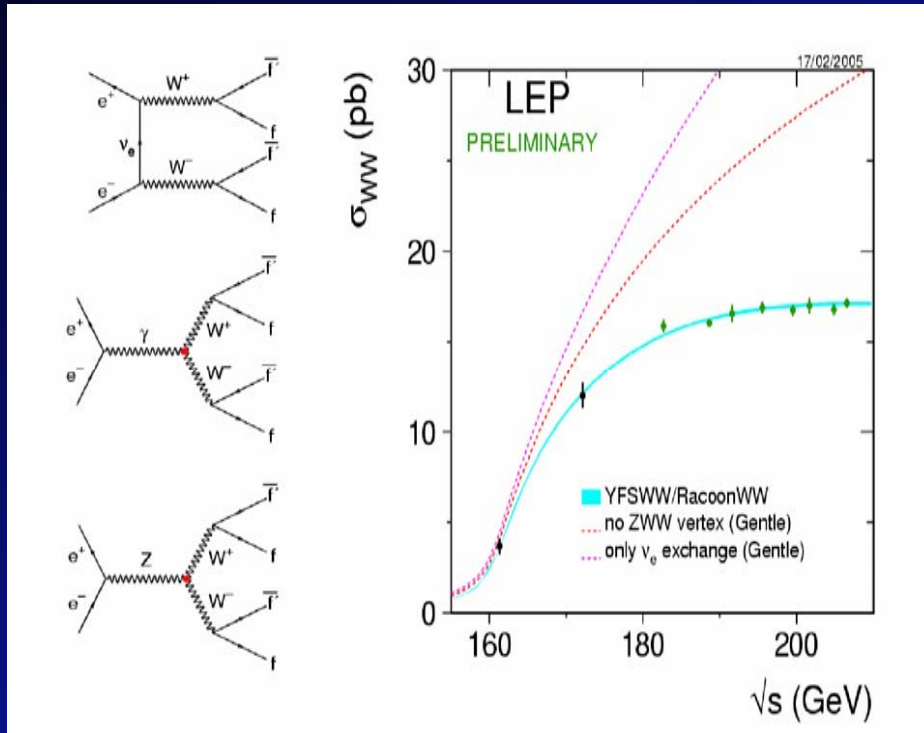 e⁺
e⁻
νₑ
W⁺
W⁻
f̅'
f
f̅'
f
e⁺
e⁻
γ
W⁺
W⁻
f̅'
f
f̅'
f
e⁺
e⁻
Z
W⁺
W⁻
f̅'
f
f̅'
f
17/02/2005
σWW (pb)
30
20
10
0
LEP
PRELIMINARY
YFSWW/RacoonWW
no ZWW vertex (Gentle)
only νₑ exchange (Gentle)
160 180 200
√s (GeV)